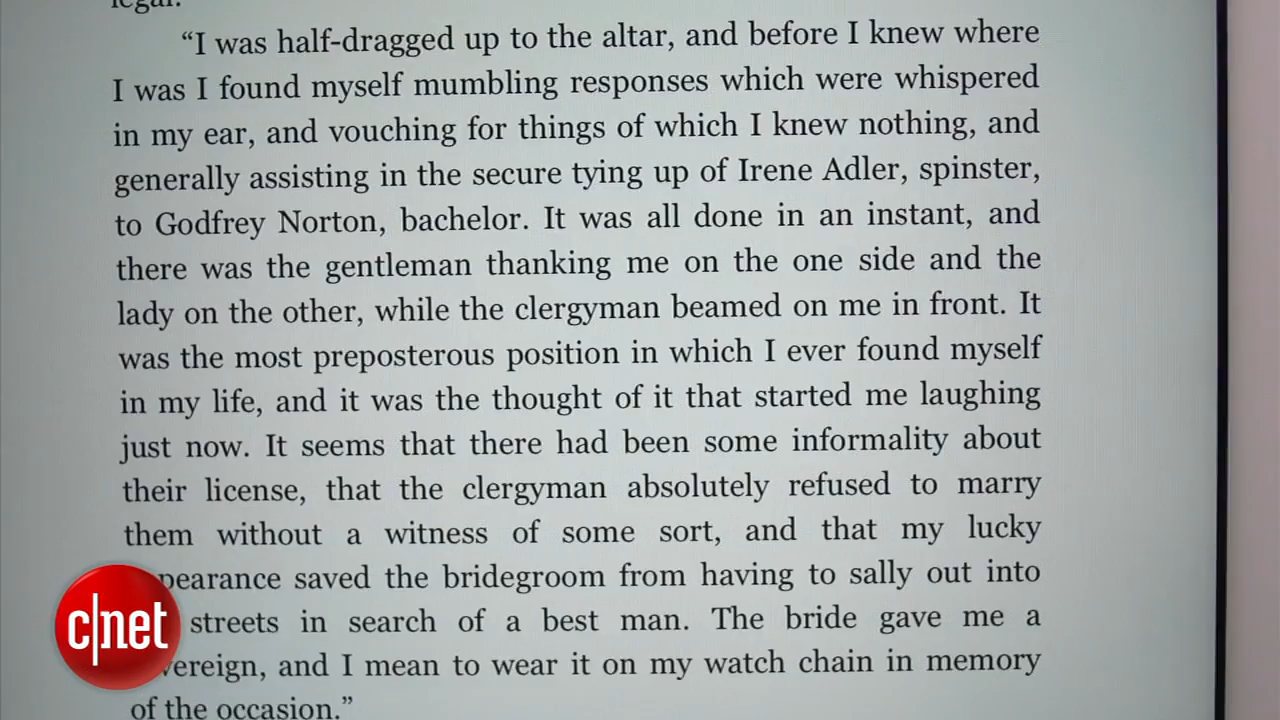 legal.
“I was half-dragged up to the altar, and before I knew where
I was I found myself mumbling responses which were whispered
in my ear, and vouching for things of which I knew nothing, and
generally assisting in the secure tying up of Irene Adler, spinster,
to Godfrey Norton, bachelor. It was all done in an instant, and
there was the gentleman thanking me on the one side and the
lady on the other, while the clergyman beamed on me in front. It
was the most preposterous position in which I ever found myself
in my life, and it was the thought of it that started me laughing
just now. It seems that there had been some informality about
their license, that the clergyman absolutely refused to marry
them without a witness of some sort, and that my lucky
pearance saved the bridegroom from having to sally out into
streets in search of a best man. The bride gave me a
vereign, and I mean to wear it on my watch chain in memory
of the occasion.”
c|net